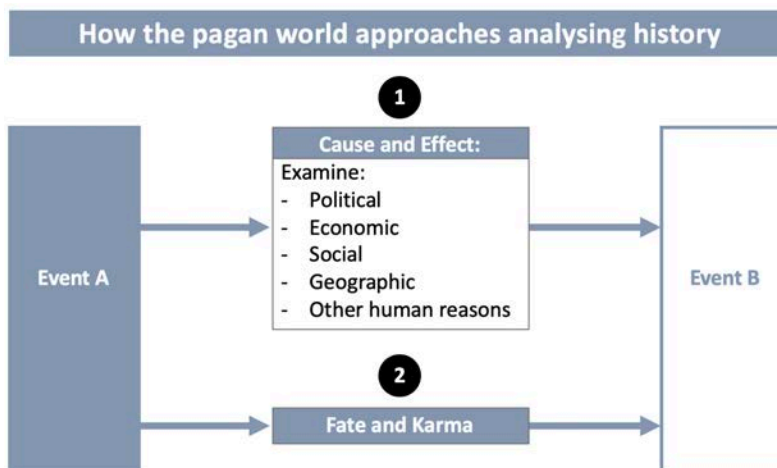 How the pagan world approaches analysing history
1
Cause and Effect:
Examine:
- Political
- Economic
- Social
- Geographic
- Other human reasons
Event A
Event B
2
Fate and Karma